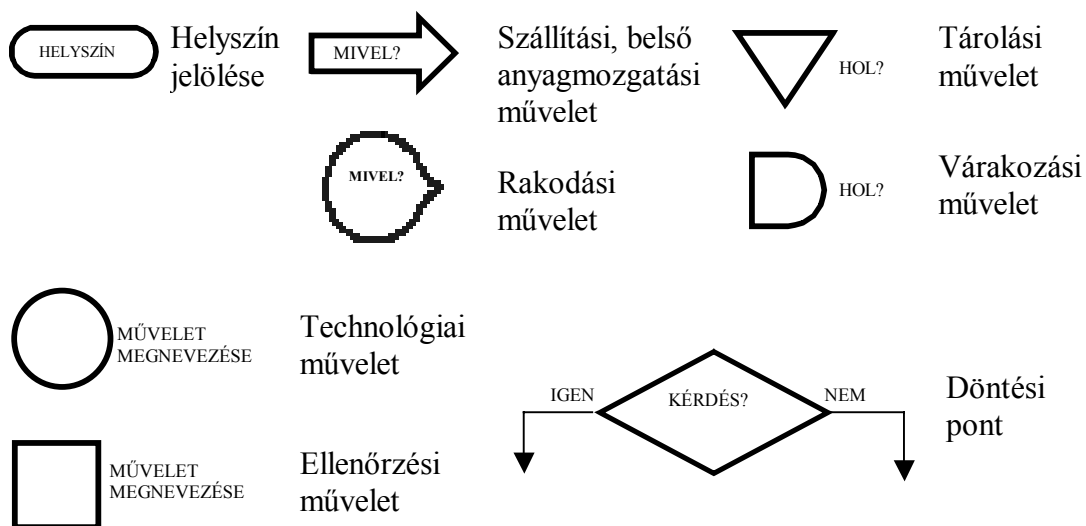 HELYSZÍN
Helyszín
jelölése
MIVEL?
Szállítási, belső
anyagmozgatási
művelet
HOL?
Tárolási
művelet
MIVEL?
Rakodási
művelet
HOL?
Várakozási
művelet
MŰVELET
MEGNEVEZÉSE
Technológiai
művelet
IGEN
KÉRDÉS?
NEM
Döntési
pont
MŰVELET
MEGNEVEZÉSE
Ellenőrzési
művelet